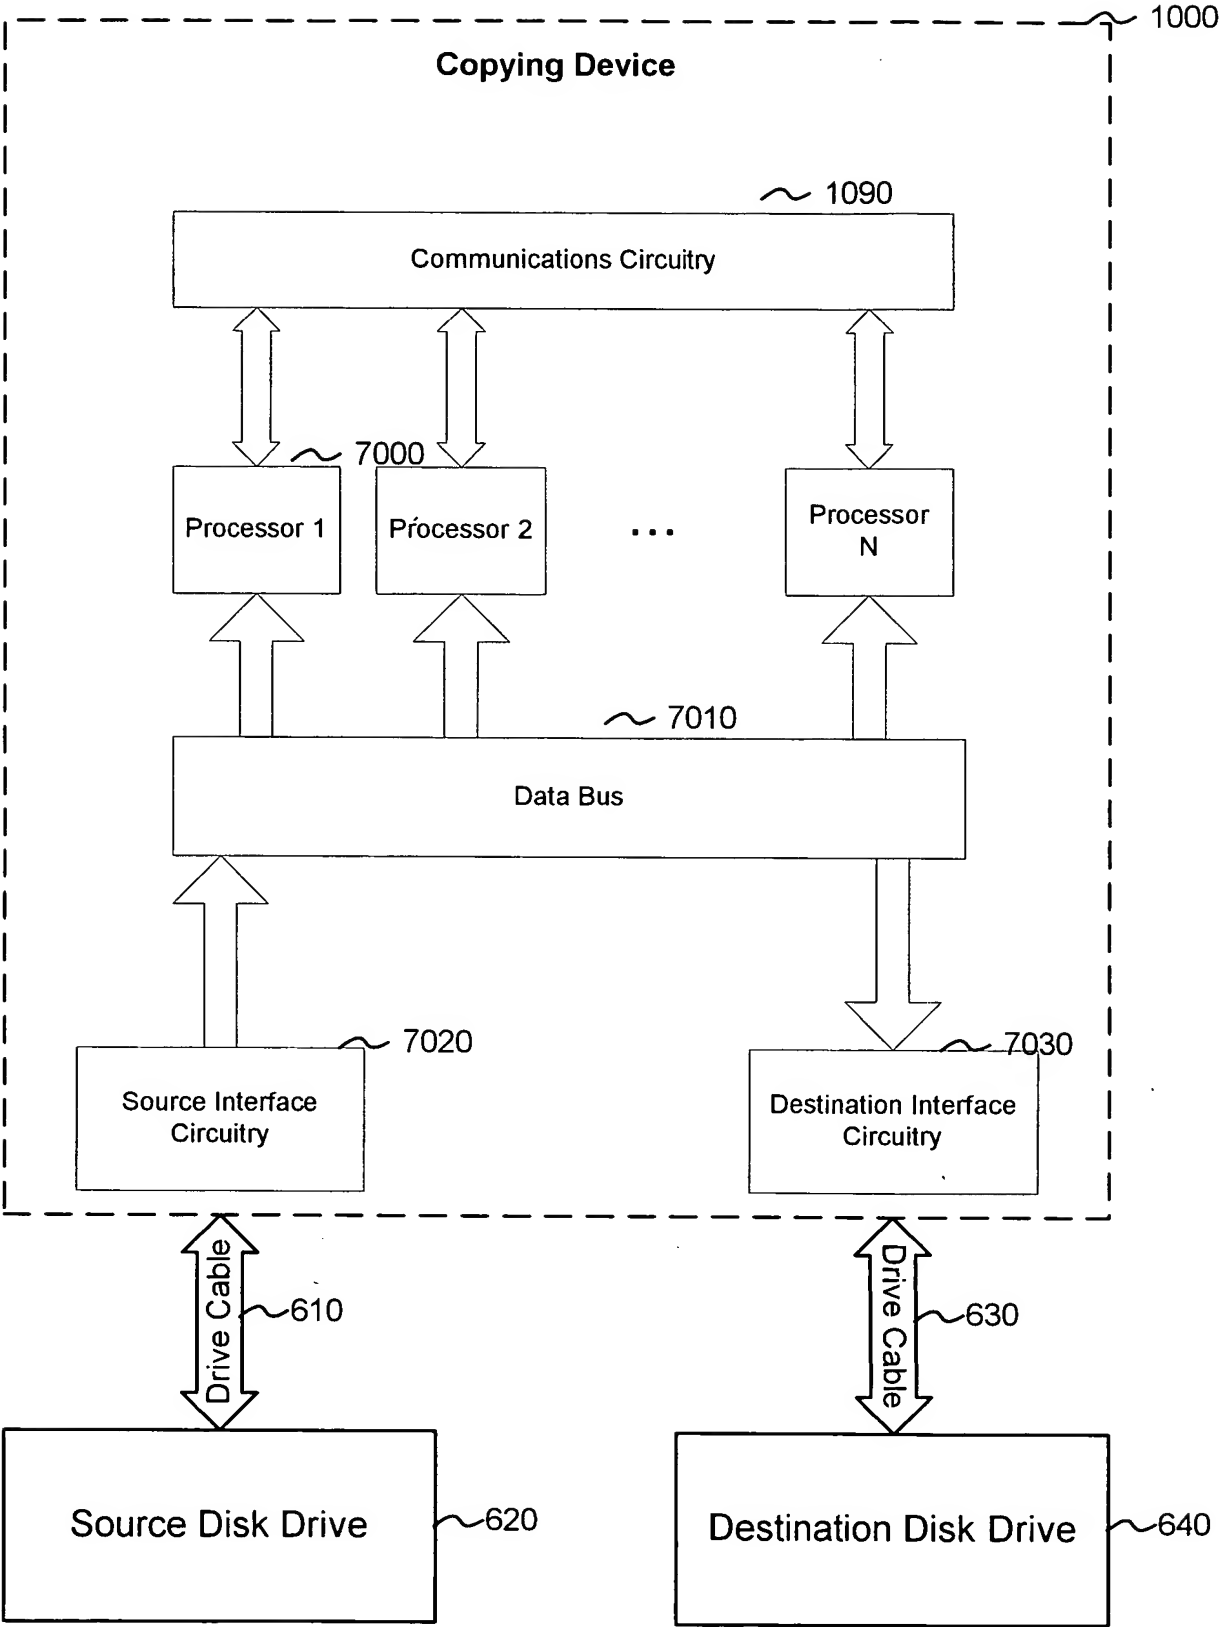 1000
Copying Device
1090
Communications Circuitry
7000
Processor 1
Processor 2
...
Processor
N
7010
Data Bus
7020
7030
Source Interface
Circuitry
Destination Interface
Circuitry
Drive Cable
610
Drive Cable
630
Source Disk Drive
620
Destination Disk Drive
640